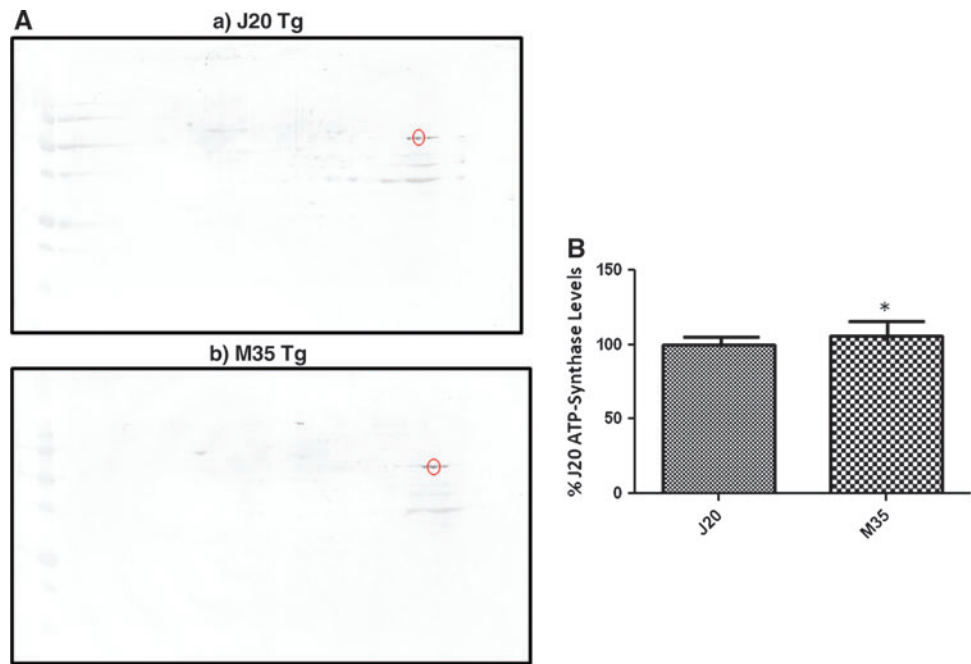 A
a) J20 Tg
b) M35 Tg
B
% J20 ATP-Synthase Levels
150
100
50
0
*
J20
M35